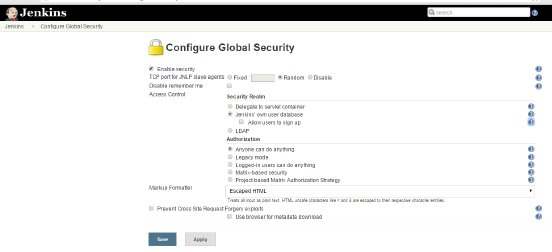 Jenkins
search
Jenkins
Configure Global Security
Configure Global Security
Enable security
TCP port for JNLP slave agents
Fixed :
Random
Disable
Disable remember me
Access Control
Security Realm
Delegate to servlet container
Jenkins' own user database
Allow users to sign up
LDAP
Authorization
Anyone can do anything
Legacy mode
Logged-in users can do anything
Matrix-based security
Project-based Matrix Authorization Strategy
Markup Formatter
Escaped HTML
Treats all input as plain text. HTML unsafe characters like < and & are escaped to their respective character entities.
Prevent Cross Site Request Forgery exploits
Use browser for metadata download
Save
Apply